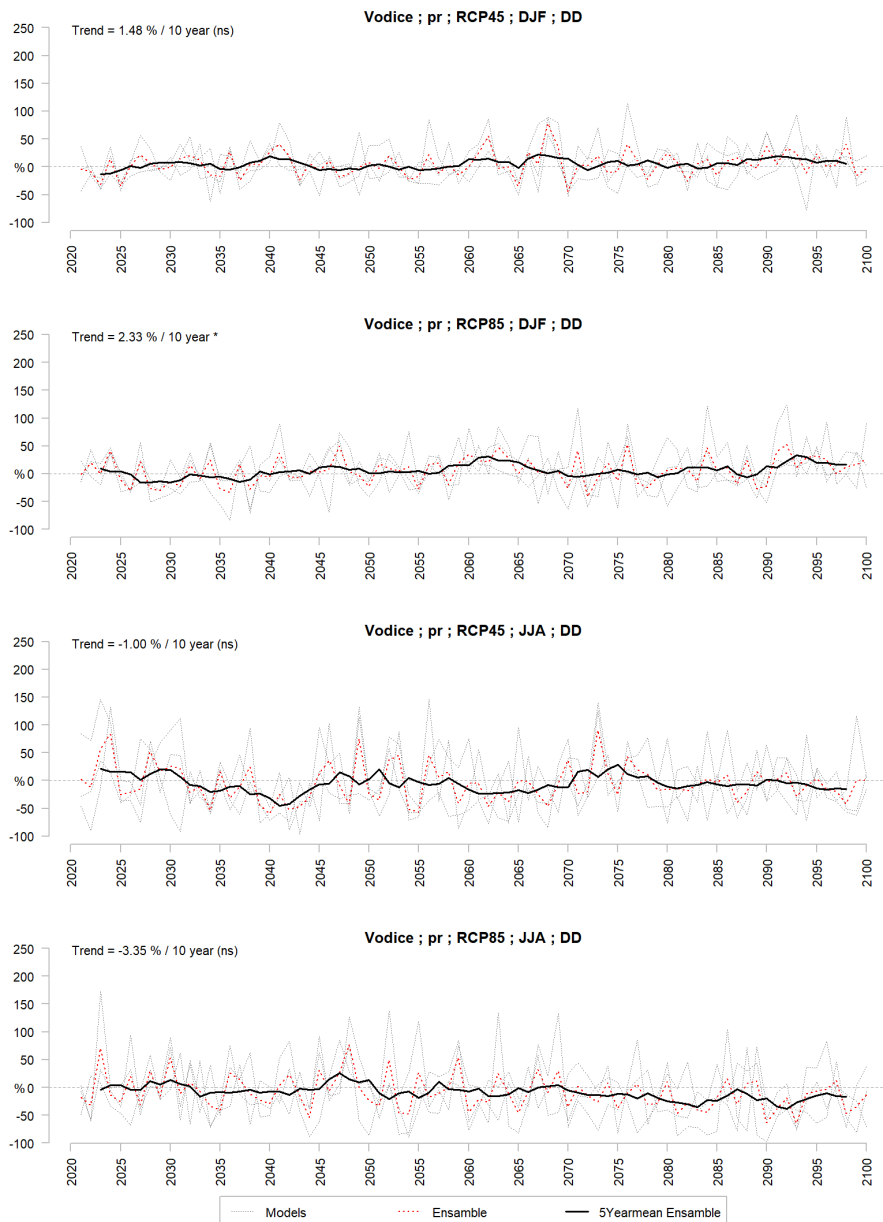 Vodice ; pr ; RCP45 ; DJF ; DD
Trend = 1.48 % / 10 year (ns)
250
200
150
100
50
% 0
-50
-100
2020 2025 2030 2035 2040 2045 2050 2055 2060 2065 2070 2075 2080 2085 2090 2095 2100
Vodice ; pr ; RCP85 ; DJF ; DD
Trend = 2.33 % / 10 year *
250
200
150
100
50
% 0
-50
-100
2020 2025 2030 2035 2040 2045 2050 2055 2060 2065 2070 2075 2080 2085 2090 2095 2100
Vodice ; pr ; RCP45 ; JJA ; DD
Trend = -1.00 % / 10 year (ns)
250
200
150
100
50
% 0
-50
-100
2020 2025 2030 2035 2040 2045 2050 2055 2060 2065 2070 2075 2080 2085 2090 2095 2100
Vodice ; pr ; RCP85 ; JJA ; DD
Trend = -3.35 % / 10 year (ns)
250
200
150
100
50
% 0
-50
-100
2020 2025 2030 2035 2040 2045 2050 2055 2060 2065 2070 2075 2080 2085 2090 2095 2100
Models Ensamble 5Yearmean Ensamble